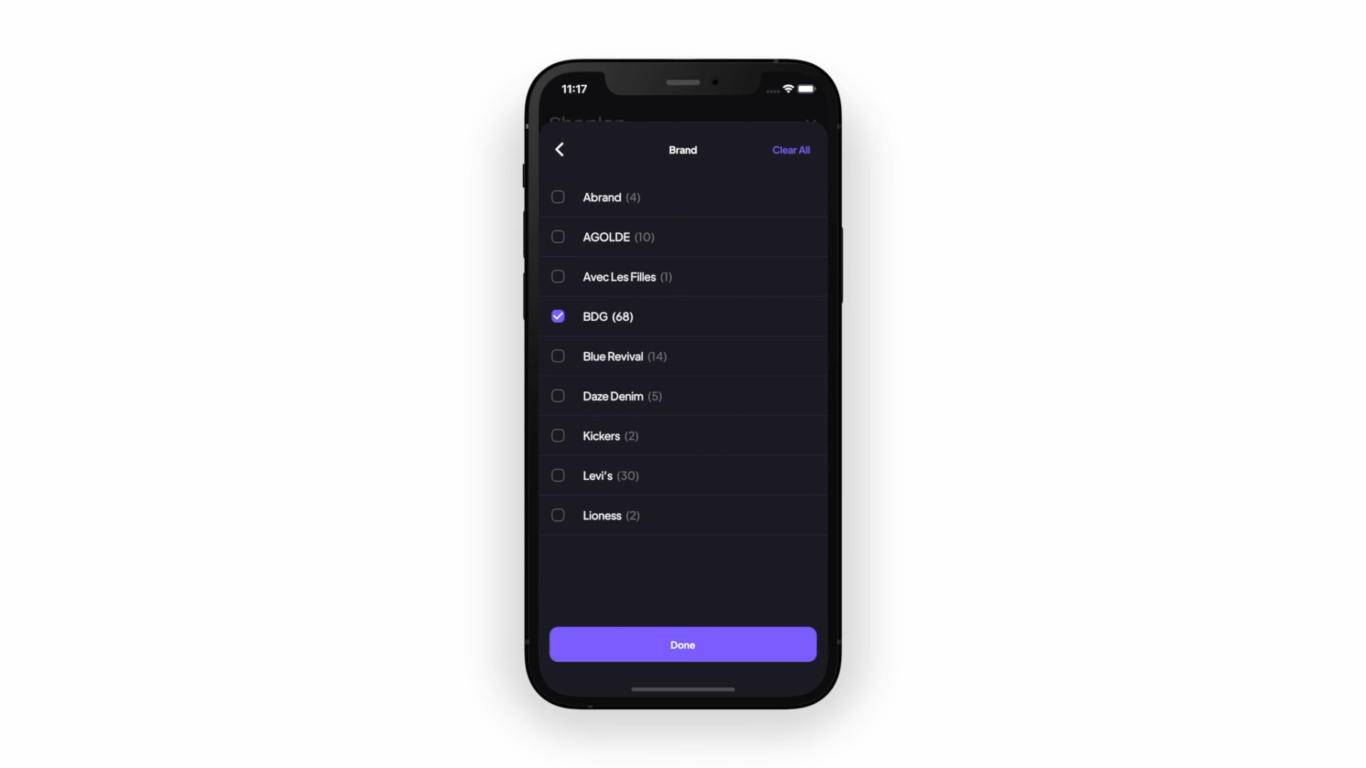 11:17
Brand
Clear All
Abrand (4)
AGOLDE (10)
Avec Les Filles (1)
BDG (68)
Blue Revival (14)
Daze Denim (5)
Kickers (2)
Levi's (30)
Lioness (2)
Done